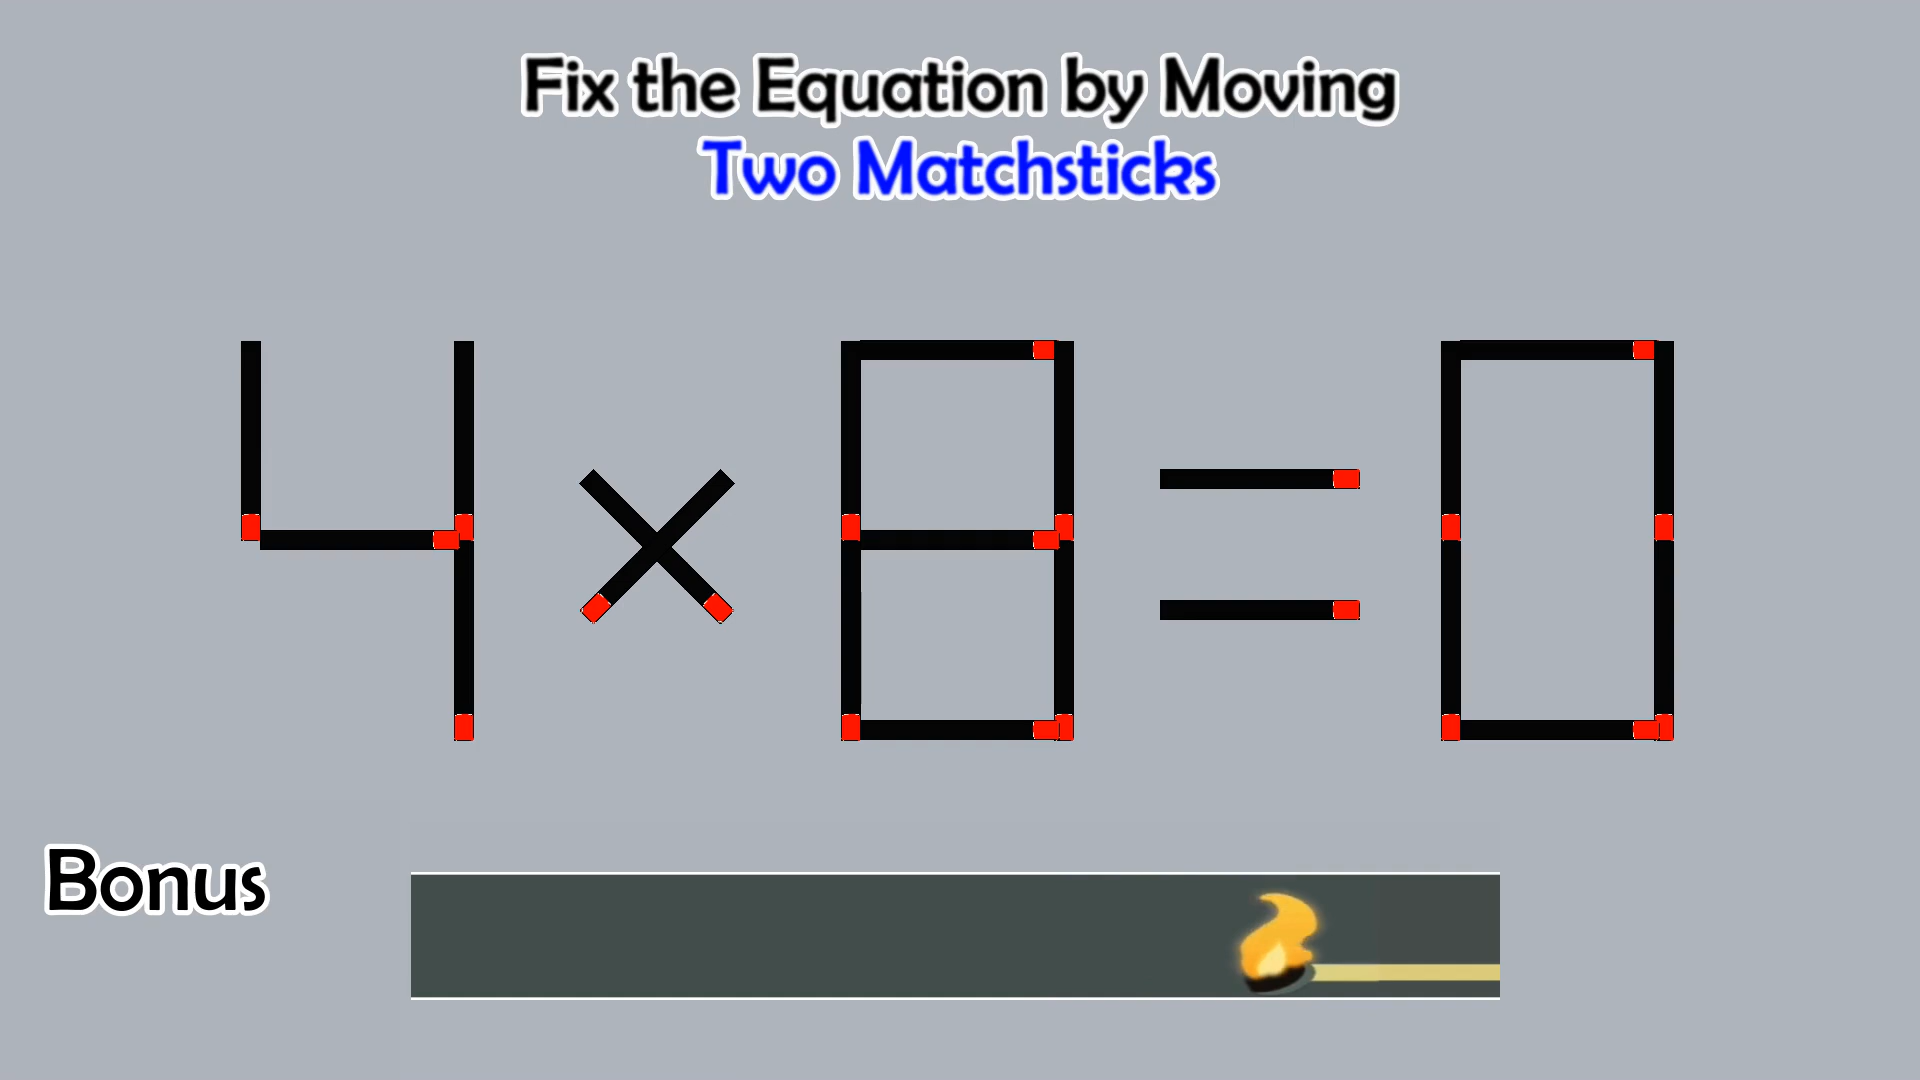 Fix the Equation by Moving
Two Matchsticks
4 × 8 = 0
Bonus